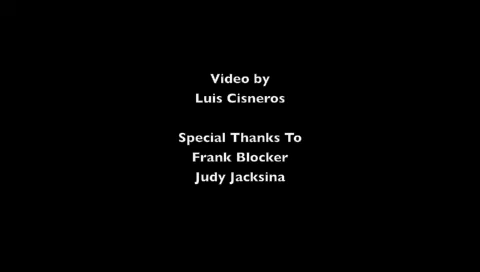 Video by
Luis Cisneros
Special Thanks To
Frank Blocker
Judy Jacksina